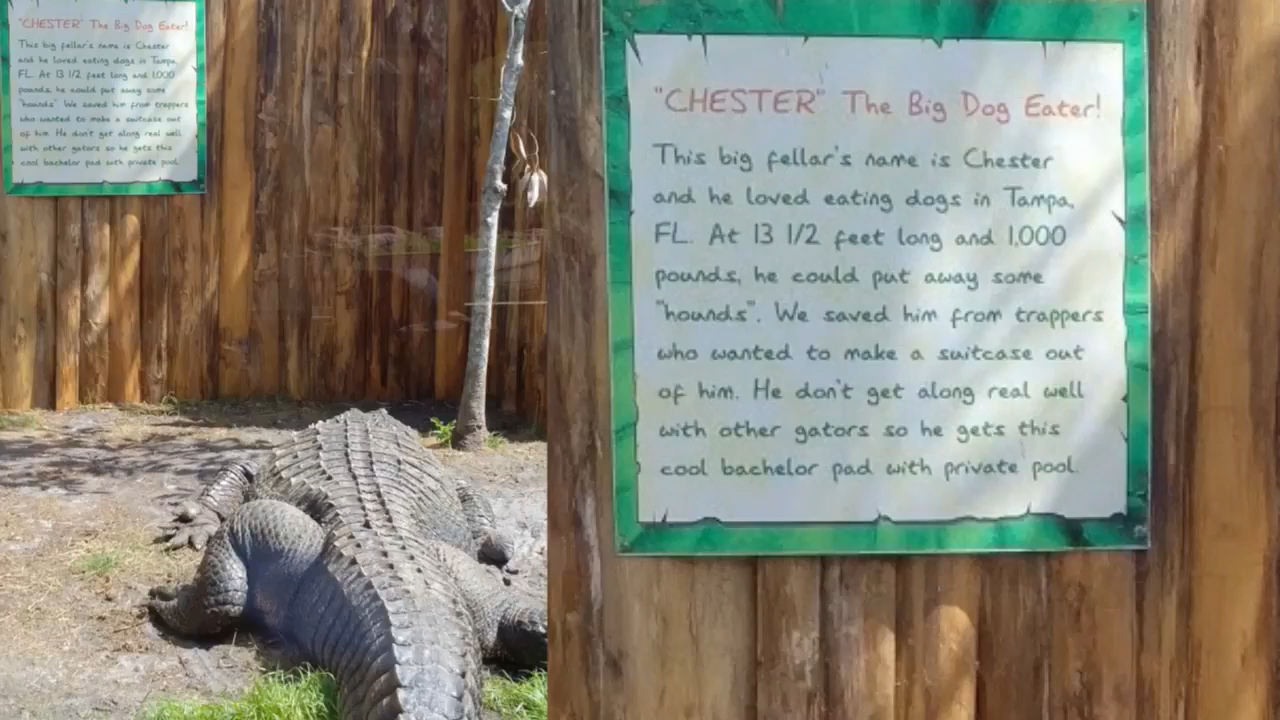 "CHESTER" The Big Dog Eater!
This big fellar's name is Chester
and he loved eating dogs in Tampa,
FL. At 13 1/2 feet long and 1,000
pounds, he could put away some
"hounds". We saved him from trappers
who wanted to make a suitcase out
of him. He don't get along real well
with other gators so he gets this
cool bachelor pad with private pool.
"CHESTER" The Big Dog Eater!
This big fellar's name is Chester
and he loved eating dogs in Tampa,
FL. At 13 1/2 feet long and 1,000
pounds, he could put away some
"hounds". We saved him from trappers
who wanted to make a suitcase out
of him. He don't get along real well
with other gators so he gets this
cool bachelor pad with private pool.